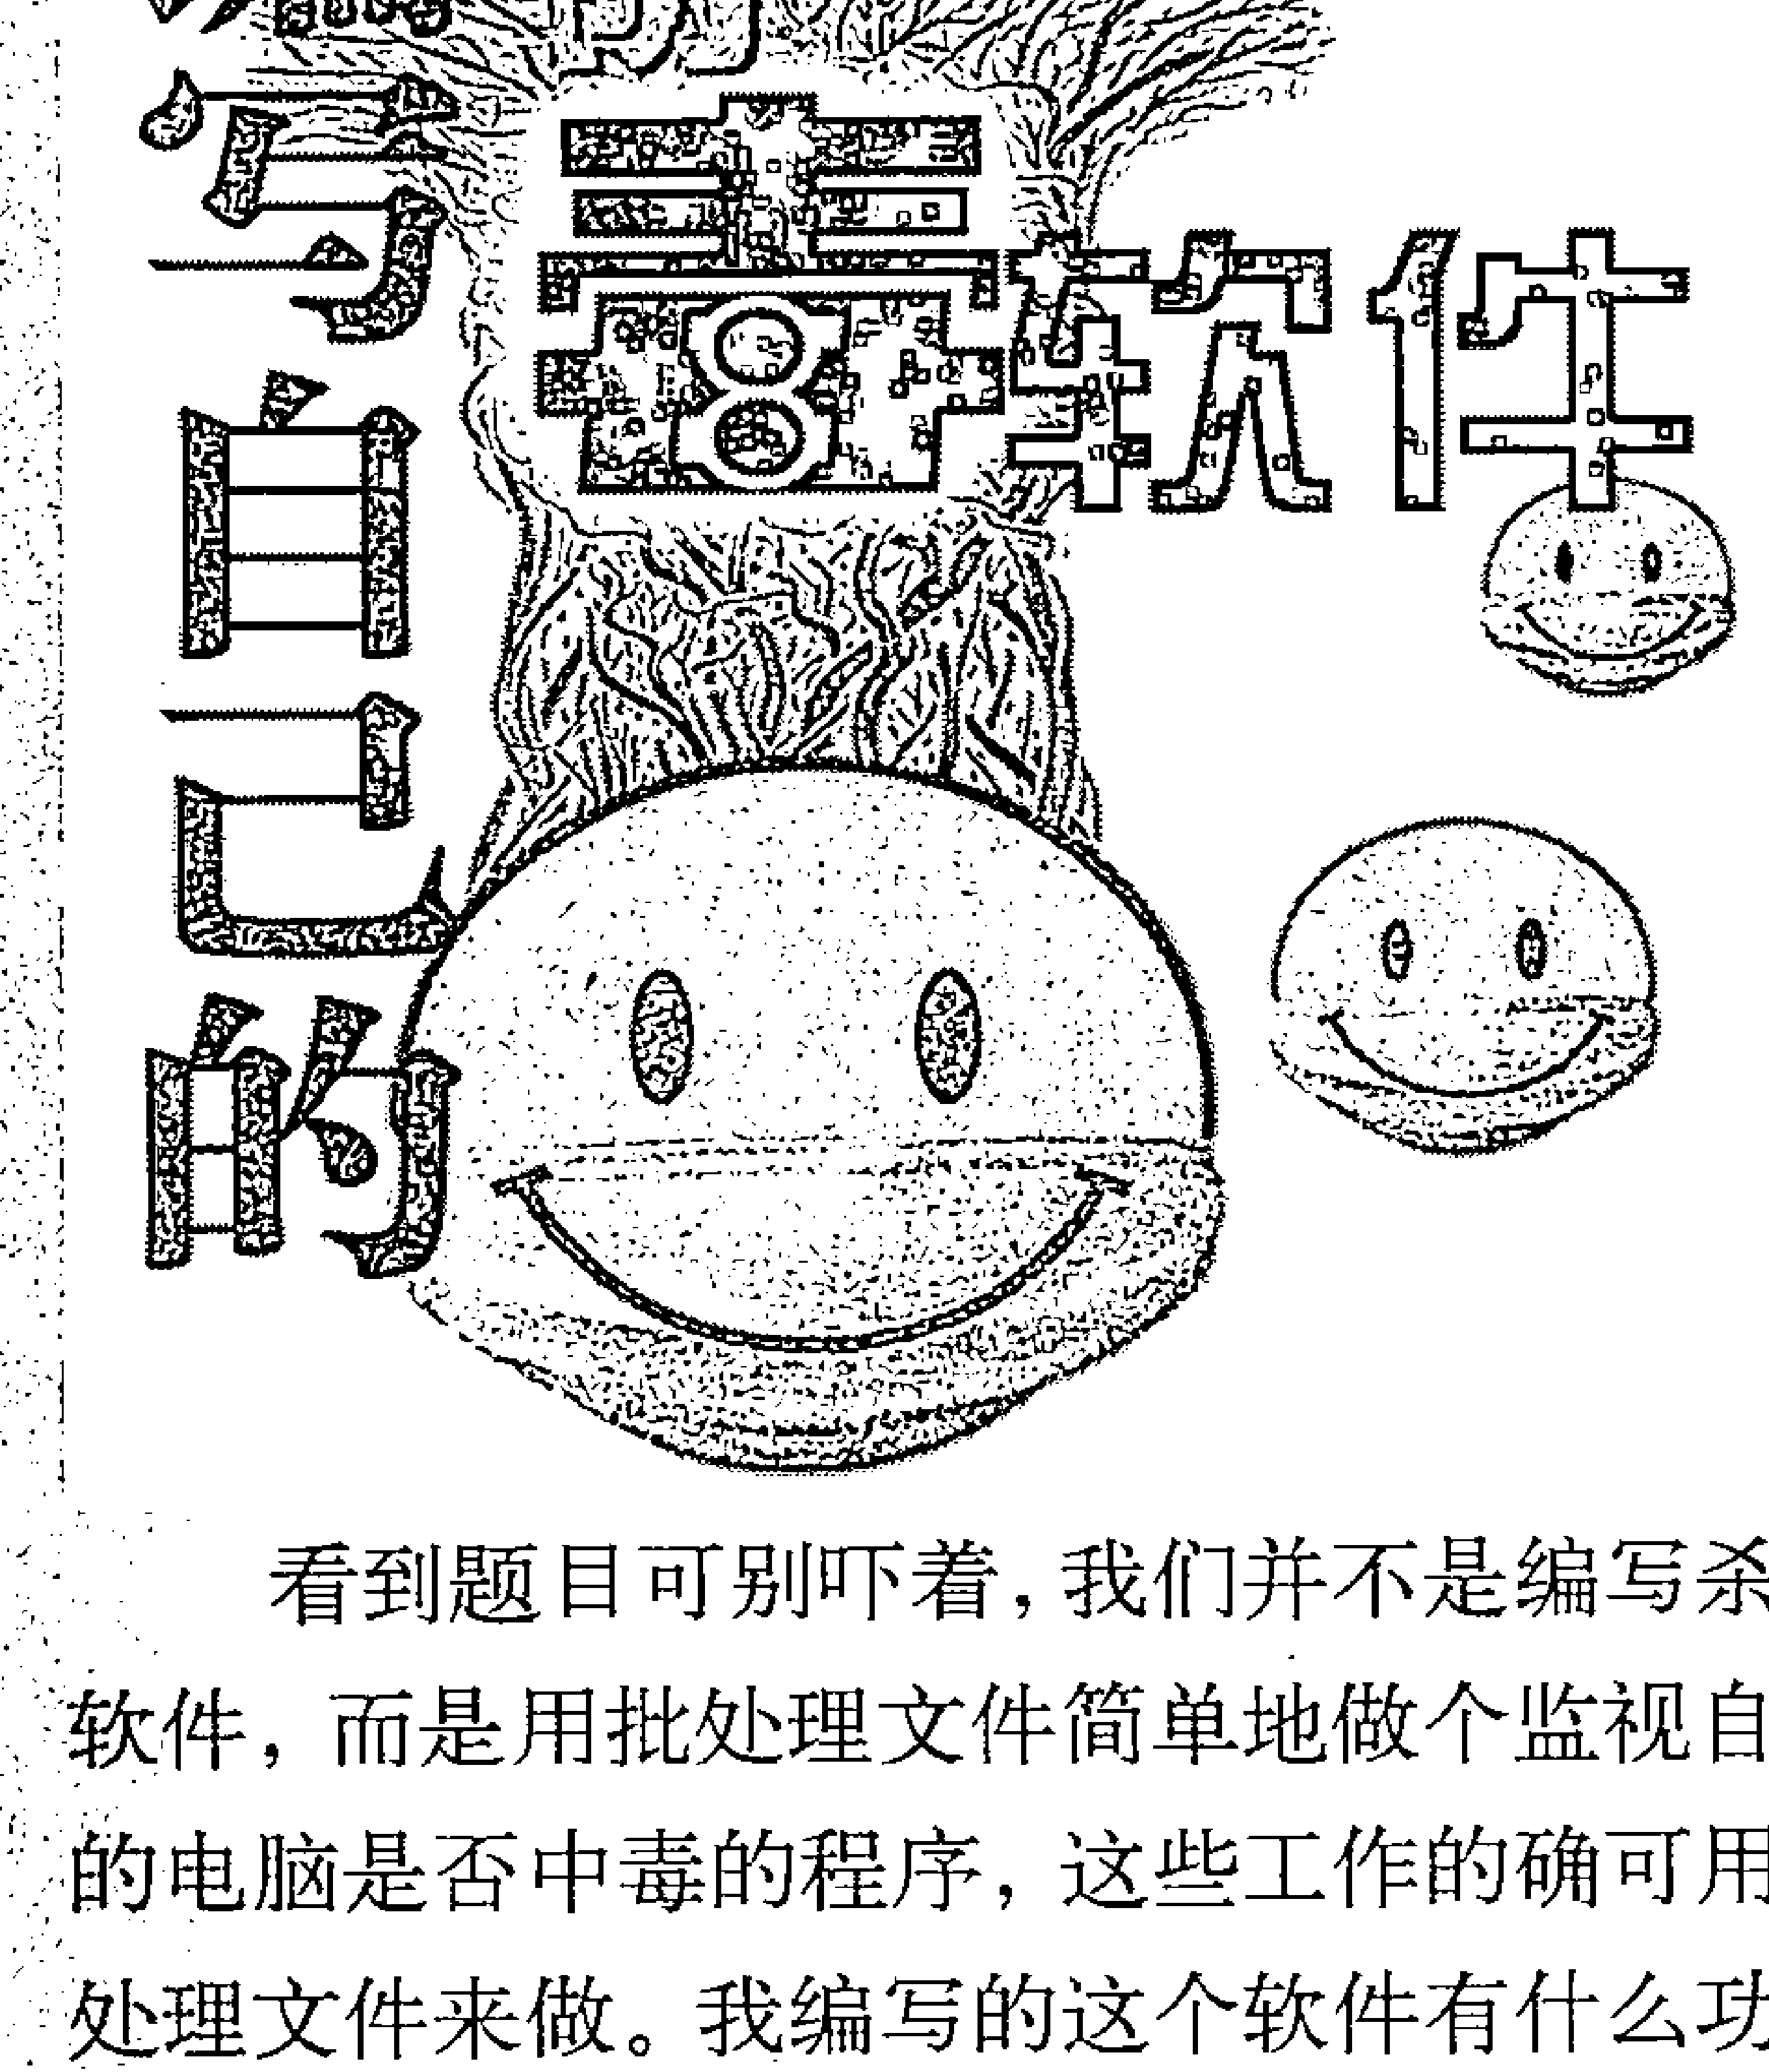 写自己的
毒软件
看到题目可别吓着,我们并不是编写杀
软件,而是用批处理文件简单地做个监视自
的电脑是否中毒的程序,这些工作的确可用
处理文件来做。我编写的这个软件有什么功